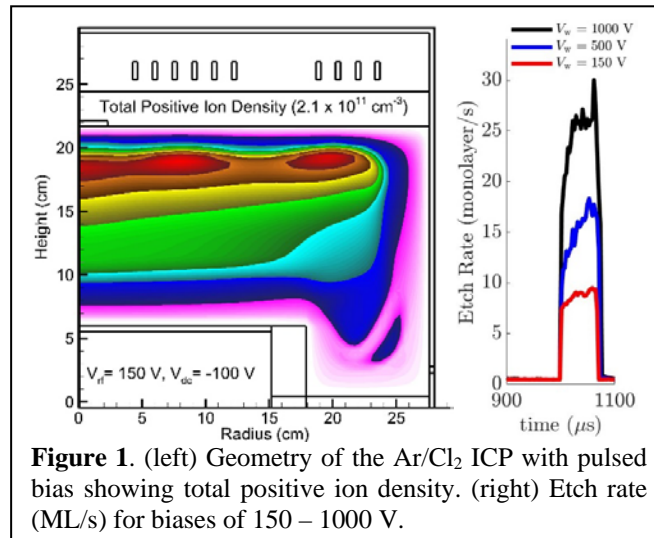 Total Positive Ion Density (2.1 x 10¹¹ cm⁻³)
25
20
15
10
5
0
Height (cm)
V_rf = 150 V, V_dc = -100 V
0 5 10 15 20 25
Radius (cm)
V_w = 1000 V
V_w = 500 V
V_w = 150 V
30
25
20
15
10
5
0
Etch Rate (monolayer/s)
900 1100
time (μs)
Figure 1. (left) Geometry of the Ar/Cl₂ ICP with pulsed
bias showing total positive ion density. (right) Etch rate
(ML/s) for biases of 150 – 1000 V.